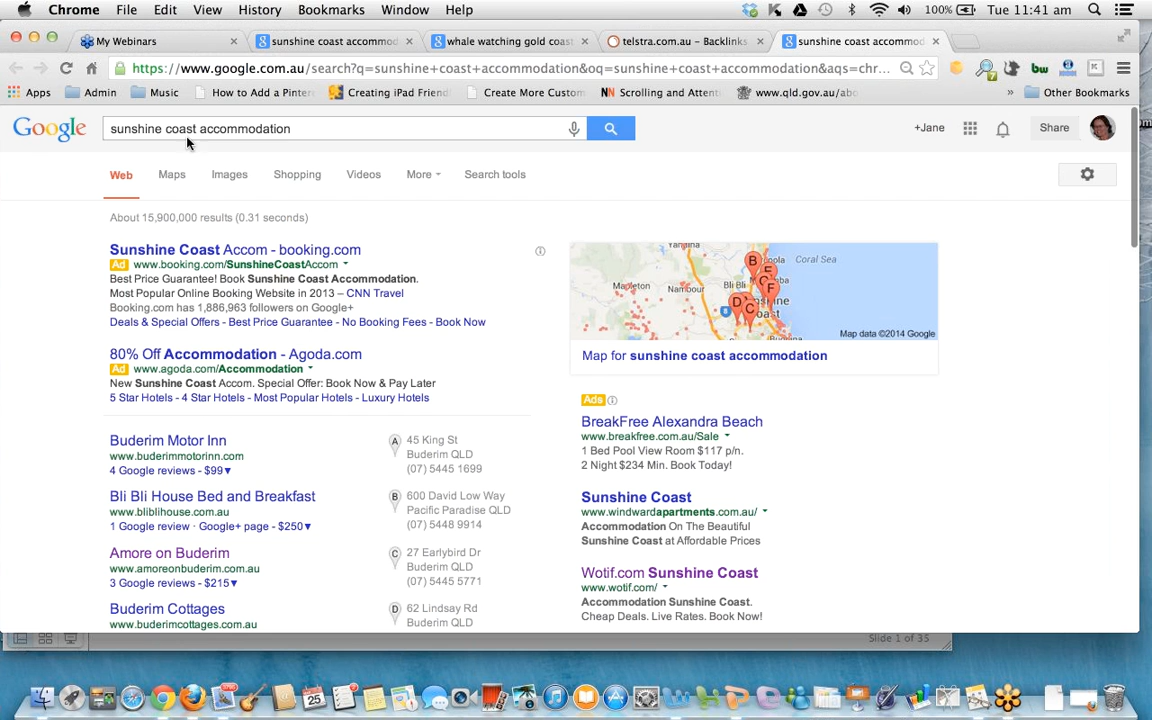 Chrome File Edit View History Bookmarks Window Help 100% Tue 11:41 am
My Webinars sunshine coast accommod whale watching gold coast telstra.com.au – Backlinks sunshine coast accommod
https://www.google.com.au/search?q=sunshine+coast+accommodation&oq=sunshine+coast+accommodation&aqs=chr...
Apps Admin Music How to Add a Pinter Creating iPad Friend Create More Custom Scrolling and Attenti www.qld.gov.au/abo » Other Bookmarks
Google sunshine coast accommodation +Jane Share
Web Maps Images Shopping Videos More Search tools
About 15,900,000 results (0.31 seconds)
Sunshine Coast Accom - booking.com
Ad www.booking.com/SunshineCoastAccom
Best Price Guarantee! Book Sunshine Coast Accommodation.
Most Popular Online Booking Website in 2013 – CNN Travel
Booking.com has 1,886,963 followers on Google+
Deals & Special Offers - Best Price Guarantee - No Booking Fees - Book Now
80% Off Accommodation - Agoda.com
Ad www.agoda.com/Accommodation
New Sunshine Coast Accom. Special Offer: Book Now & Pay Later
5 Star Hotels - 4 Star Hotels - Most Popular Hotels - Luxury Hotels
Buderim Motor Inn
www.buderimmotorinn.com
4 Google reviews - $99▼
A 45 King St
Buderim QLD
(07) 5445 1699
Bli Bli House Bed and Breakfast
www.bliblihouse.com.au
1 Google review · Google+ page - $250▼
B 600 David Low Way
Pacific Paradise QLD
(07) 5448 9914
Amore on Buderim
www.amoreonbuderim.com.au
3 Google reviews - $215▼
C 27 Earlybird Dr
Buderim QLD
(07) 5445 5771
Buderim Cottages
www.buderimcottages.com.au
D 62 Lindsay Rd
Buderim QLD
Coral Sea
B
Mapleton Nambour Bli Bli
E
C
F
D
C
Coast
Map data ©2014 Google
Map for sunshine coast accommodation
Ads
BreakFree Alexandra Beach
www.breakfree.com.au/Sale
1 Bed Pool View Room $117 p/n.
2 Night $234 Min. Book Today!
Sunshine Coast
www.windwardapartments.com.au/
Accommodation On The Beautiful
Sunshine Coast at Affordable Prices
Wotif.com Sunshine Coast
www.wotif.com/
Accommodation Sunshine Coast.
Cheap Deals. Live Rates. Book Now!
Slide 1 of 35